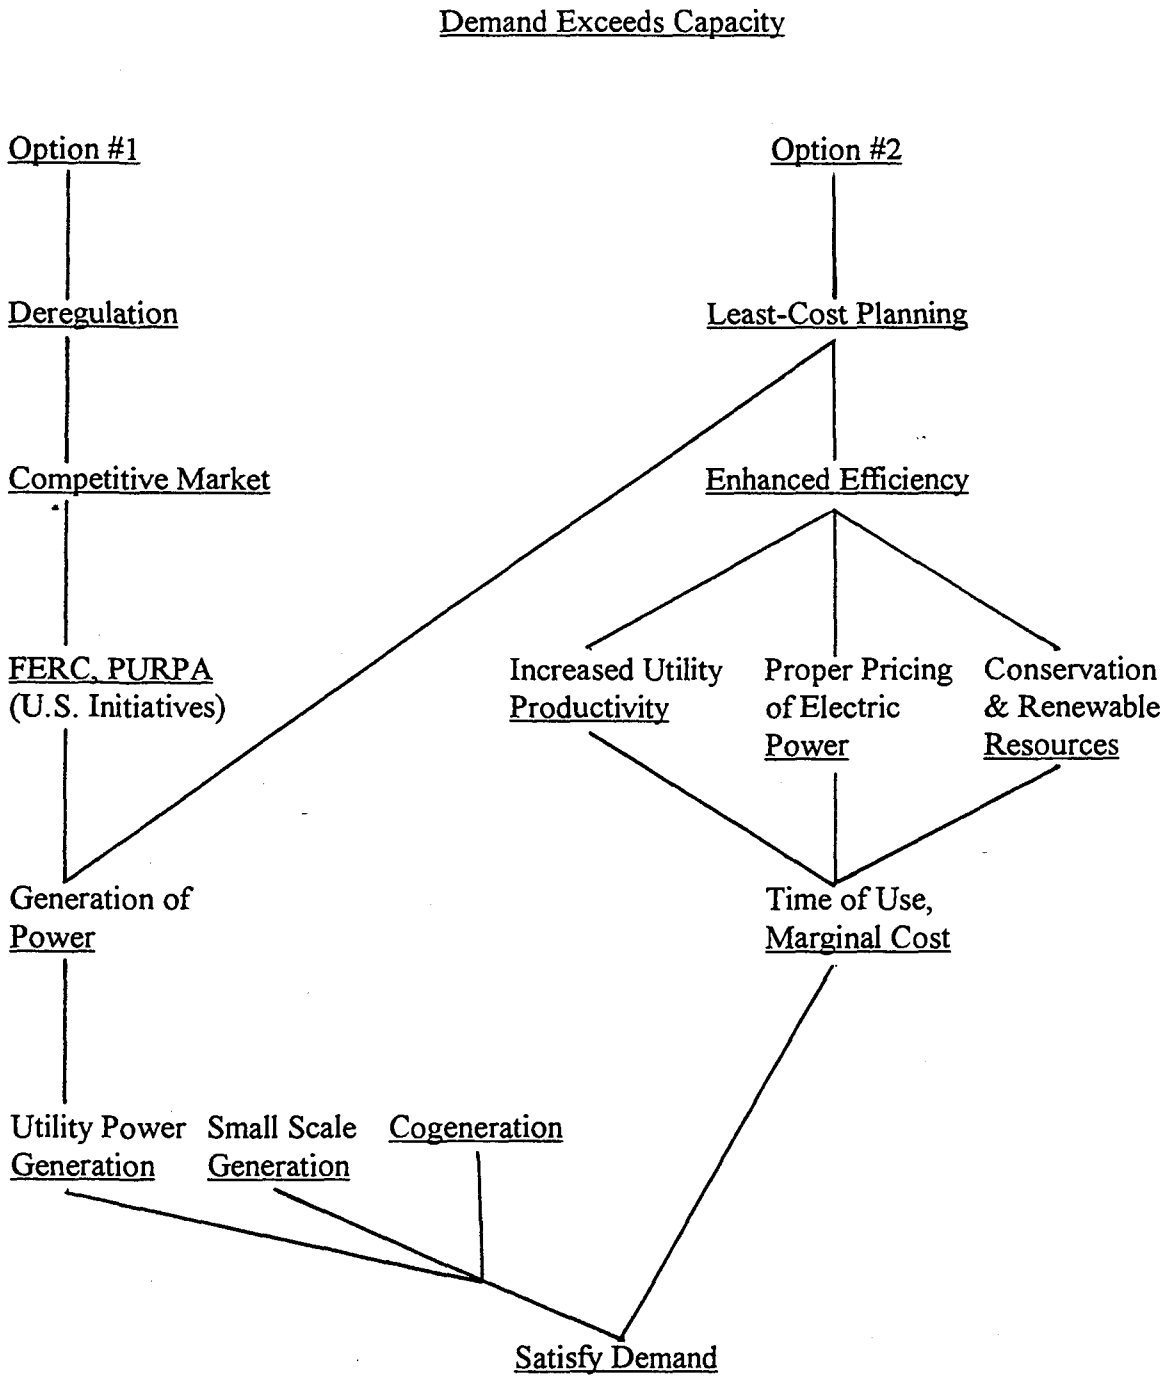 Demand Exceeds Capacity
Option #1
Option #2
Deregulation
Least-Cost Planning
Competitive Market
Enhanced Efficiency
FERC, PURPA
(U.S. Initiatives)
Increased Utility
Productivity
Proper Pricing
of Electric
Power
Conservation
& Renewable
Resources
Generation of
Power
Time of Use,
Marginal Cost
Utility Power
Generation
Small Scale
Generation
Cogeneration
Satisfy Demand